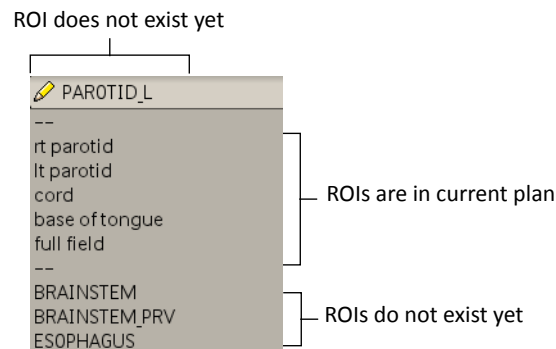 ROI does not exist yet
PAROTID_L
--
rt parotid
lt parotid
cord
base of tongue
full field
--
BRAINSTEM
BRAINSTEM_PRV
ESOPHAGUS
ROIs are in current plan
ROIs do not exist yet